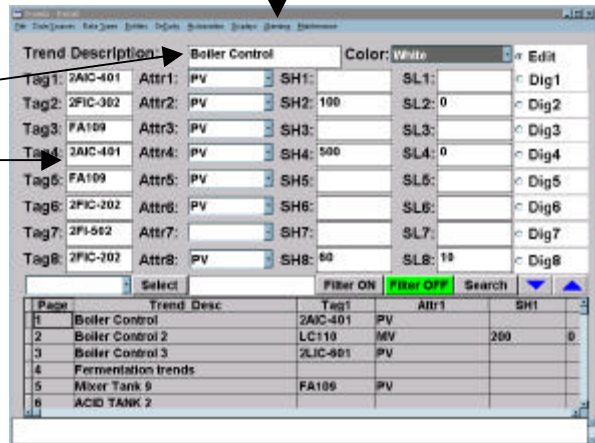 Trend Description: Boiler Control Color: White Edit
Tag1: 2AIC-401 Attr1: PV SH1: SL1: Dig1
Tag2: 2FIC-302 Attr2: PV SH2: 100 SL2: 0 Dig2
Tag3: FA109 Attr3: PV SH3: SL3: Dig3
Tag4: 2AIC-401 Attr4: PV SH4: 500 SL4: 0 Dig4
Tag5: FA109 Attr5: PV SH5: SL5: Dig5
Tag6: 2FIC-202 Attr6: PV SH6: SL6: Dig6
Tag7: 2FI-502 Attr7: SH7: SL7: Dig7
Tag8: 2FIC-202 Attr8: PV SH8: 60 SL8: 10 Dig8
Select Filter ON Filter OFF Search
Page Trend Desc Tag1 Attr1 SH1
1 Boiler Control 2AIC-401 PV
2 Boiler Control 2 LC110 MV 200 0
3 Boiler Control 3 2LIC-601 PV
4 Fermentation trends
5 Mixer Tank 9 FA109 PV
6 ACID TANK 2